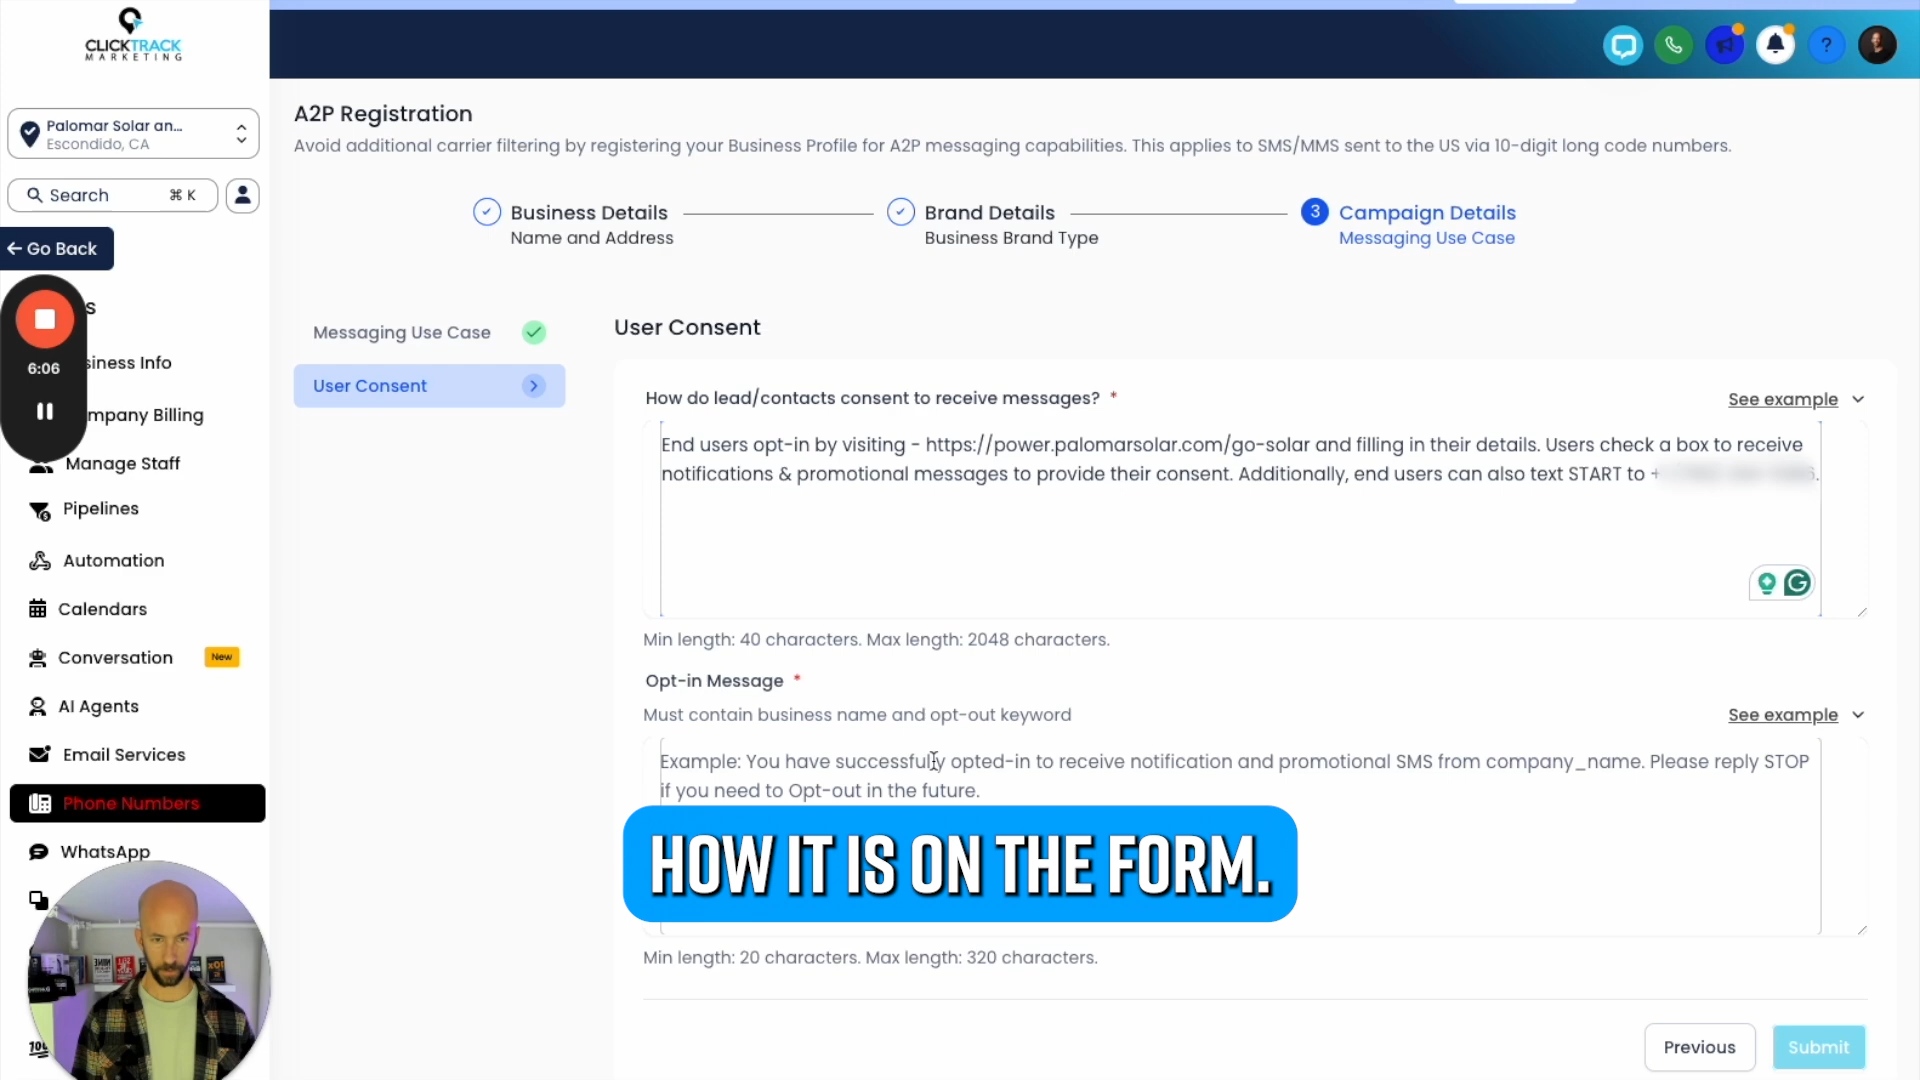 CLICKTRACK
MARKETING
Palomar Solar an...
Escondido, CA
Search ⌘ K
← Go Back
6:06
s
siness Info
mpany Billing
Manage Staff
Pipelines
Automation
Calendars
Conversation New
AI Agents
Email Services
Phone Numbers
WhatsApp
A2P Registration
Avoid additional carrier filtering by registering your Business Profile for A2P messaging capabilities. This applies to SMS/MMS sent to the US via 10-digit long code numbers.
Business Details
Name and Address
Brand Details
Business Brand Type
3 Campaign Details
Messaging Use Case
Messaging Use Case
User Consent
User Consent
How do lead/contacts consent to receive messages? *
See example
End users opt-in by visiting - https://power.palomarsolar.com/go-solar and filling in their details. Users check a box to receive
notifications & promotional messages to provide their consent. Additionally, end users can also text START to +
Min length: 40 characters. Max length: 2048 characters.
Opt-in Message *
Must contain business name and opt-out keyword
See example
Example: You have successfully opted-in to receive notification and promotional SMS from company_name. Please reply STOP
if you need to Opt-out in the future.
HOW IT IS ON THE FORM.
Min length: 20 characters. Max length: 320 characters.
Previous
Submit